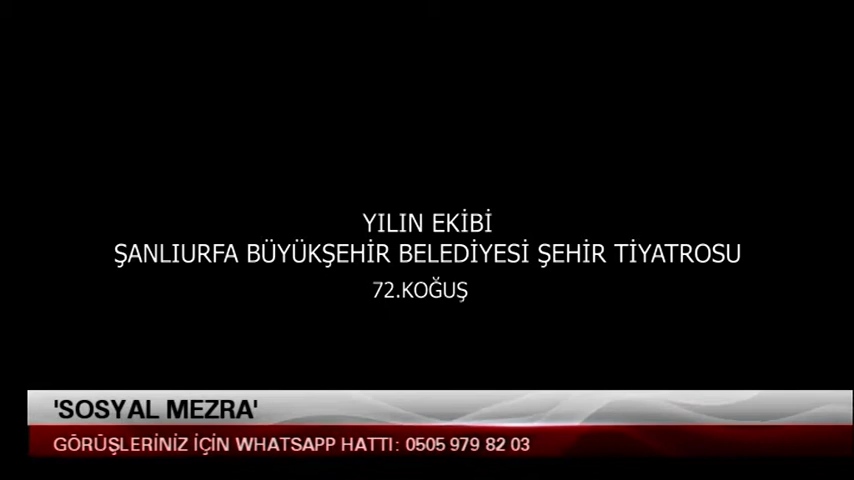 YILIN EKİBİ
ŞANLIURFA BÜYÜKŞEHİR BELEDİYESİ ŞEHİR TİYATROSU
72.KOĞUŞ
'SOSYAL MEZRA'
GÖRÜŞLERİNİZ İÇİN WHATSAPP HATTI: 0505 979 82 03